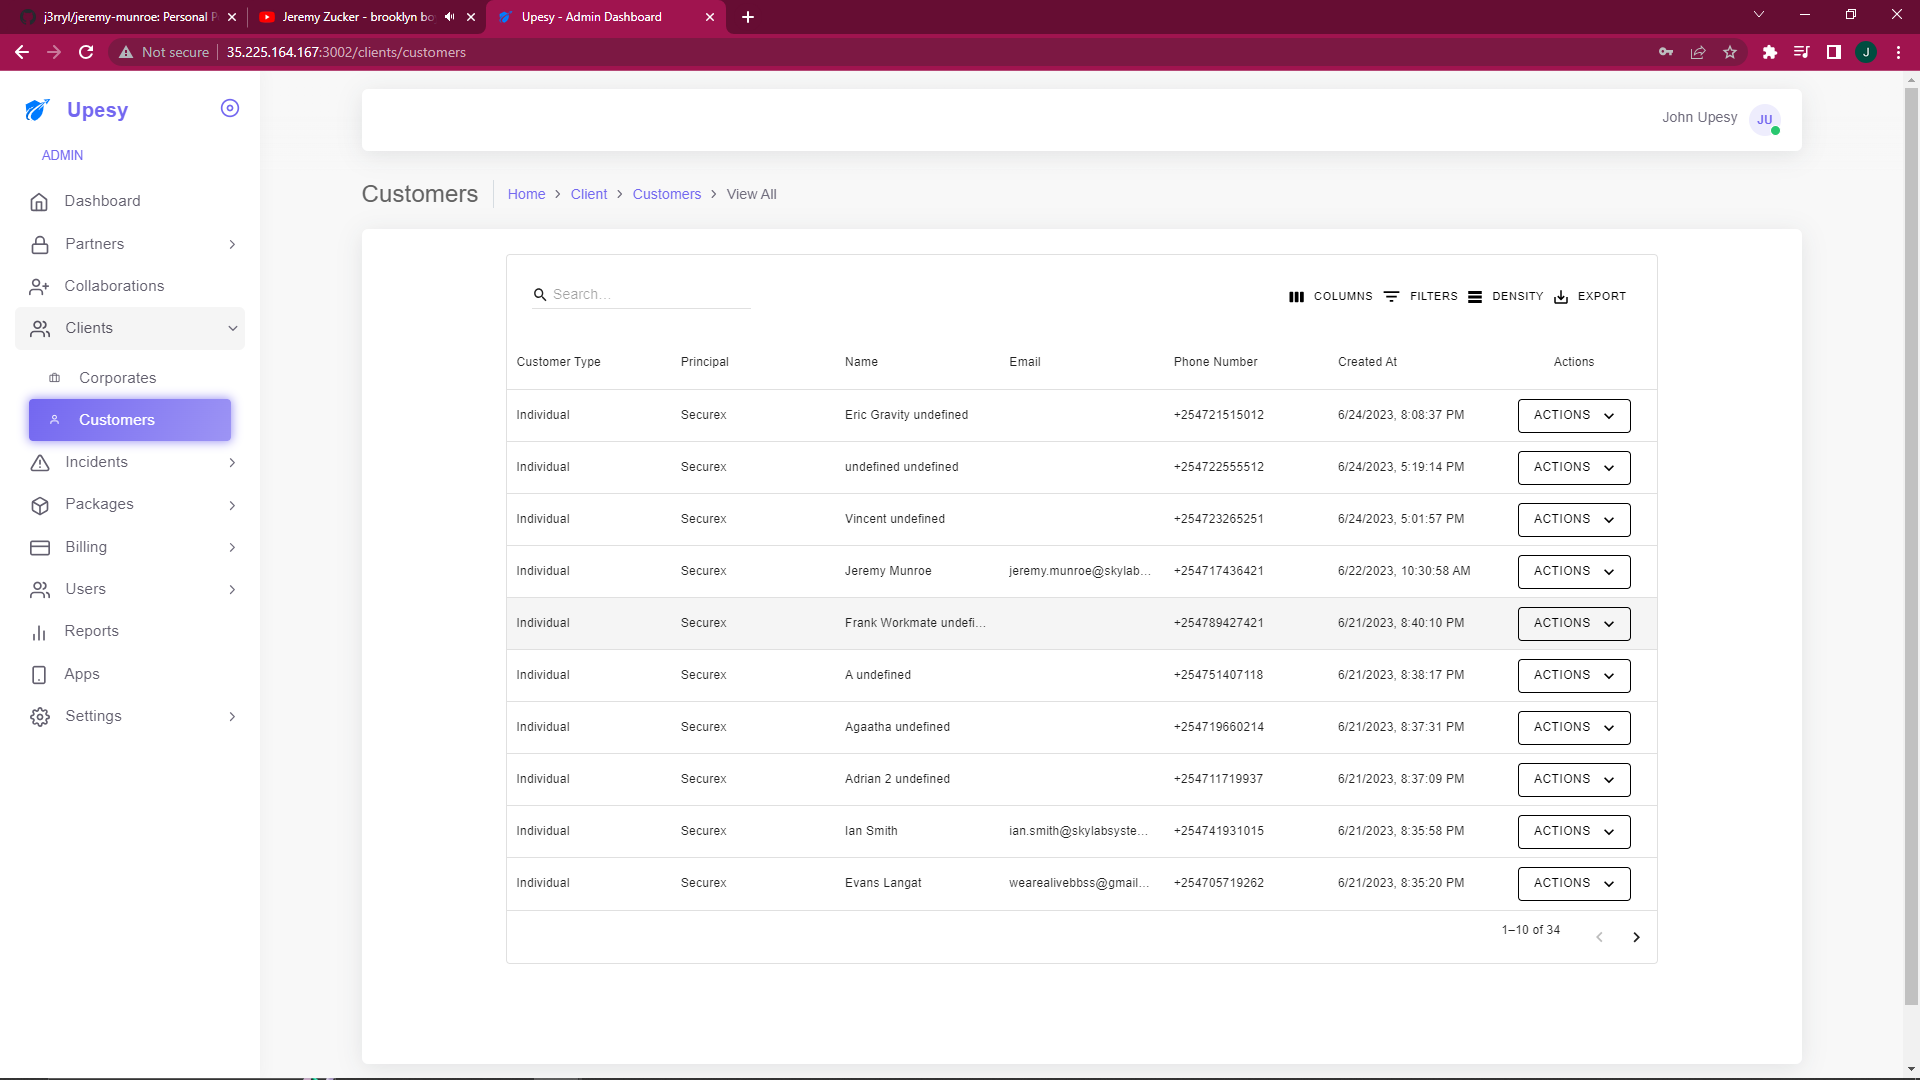 j3rryl/jeremy-munroe: Personal P
Jeremy Zucker - brooklyn bo
Upesy - Admin Dashboard
Not secure
35.225.164.167:3002/clients/customers
J
Upesy
ADMIN
Dashboard
Partners
Collaborations
Clients
Corporates
Customers
Incidents
Packages
Billing
Users
Reports
Apps
Settings
John Upesy
JU
Customers
Home > Client > Customers > View All
Search…
COLUMNS FILTERS DENSITY EXPORT
Customer Type Principal Name Email Phone Number Created At Actions
Individual Securex Eric Gravity undefined +254721515012 6/24/2023, 8:08:37 PM ACTIONS
Individual Securex undefined undefined +254722555512 6/24/2023, 5:19:14 PM ACTIONS
Individual Securex Vincent undefined +254723265251 6/24/2023, 5:01:57 PM ACTIONS
Individual Securex Jeremy Munroe jeremy.munroe@skylab... +254717436421 6/22/2023, 10:30:58 AM ACTIONS
Individual Securex Frank Workmate undefi... +254789427421 6/21/2023, 8:40:10 PM ACTIONS
Individual Securex A undefined +254751407118 6/21/2023, 8:38:17 PM ACTIONS
Individual Securex Agaatha undefined +254719660214 6/21/2023, 8:37:31 PM ACTIONS
Individual Securex Adrian 2 undefined +254711719937 6/21/2023, 8:37:09 PM ACTIONS
Individual Securex Ian Smith ian.smith@skylabsyste... +254741931015 6/21/2023, 8:35:58 PM ACTIONS
Individual Securex Evans Langat wearealivebbss@gmail... +254705719262 6/21/2023, 8:35:20 PM ACTIONS
1–10 of 34